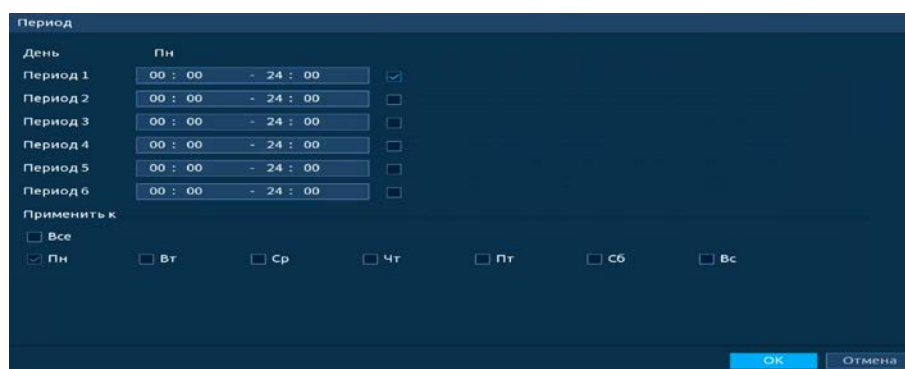 Период
День Пн
Период 1 00 : 00 - 24 : 00
Период 2 00 : 00 - 24 : 00
Период 3 00 : 00 - 24 : 00
Период 4 00 : 00 - 24 : 00
Период 5 00 : 00 - 24 : 00
Период 6 00 : 00 - 24 : 00
Применить к
Все
Пн Вт Ср Чт Пт Сб Вс
OK Отмена